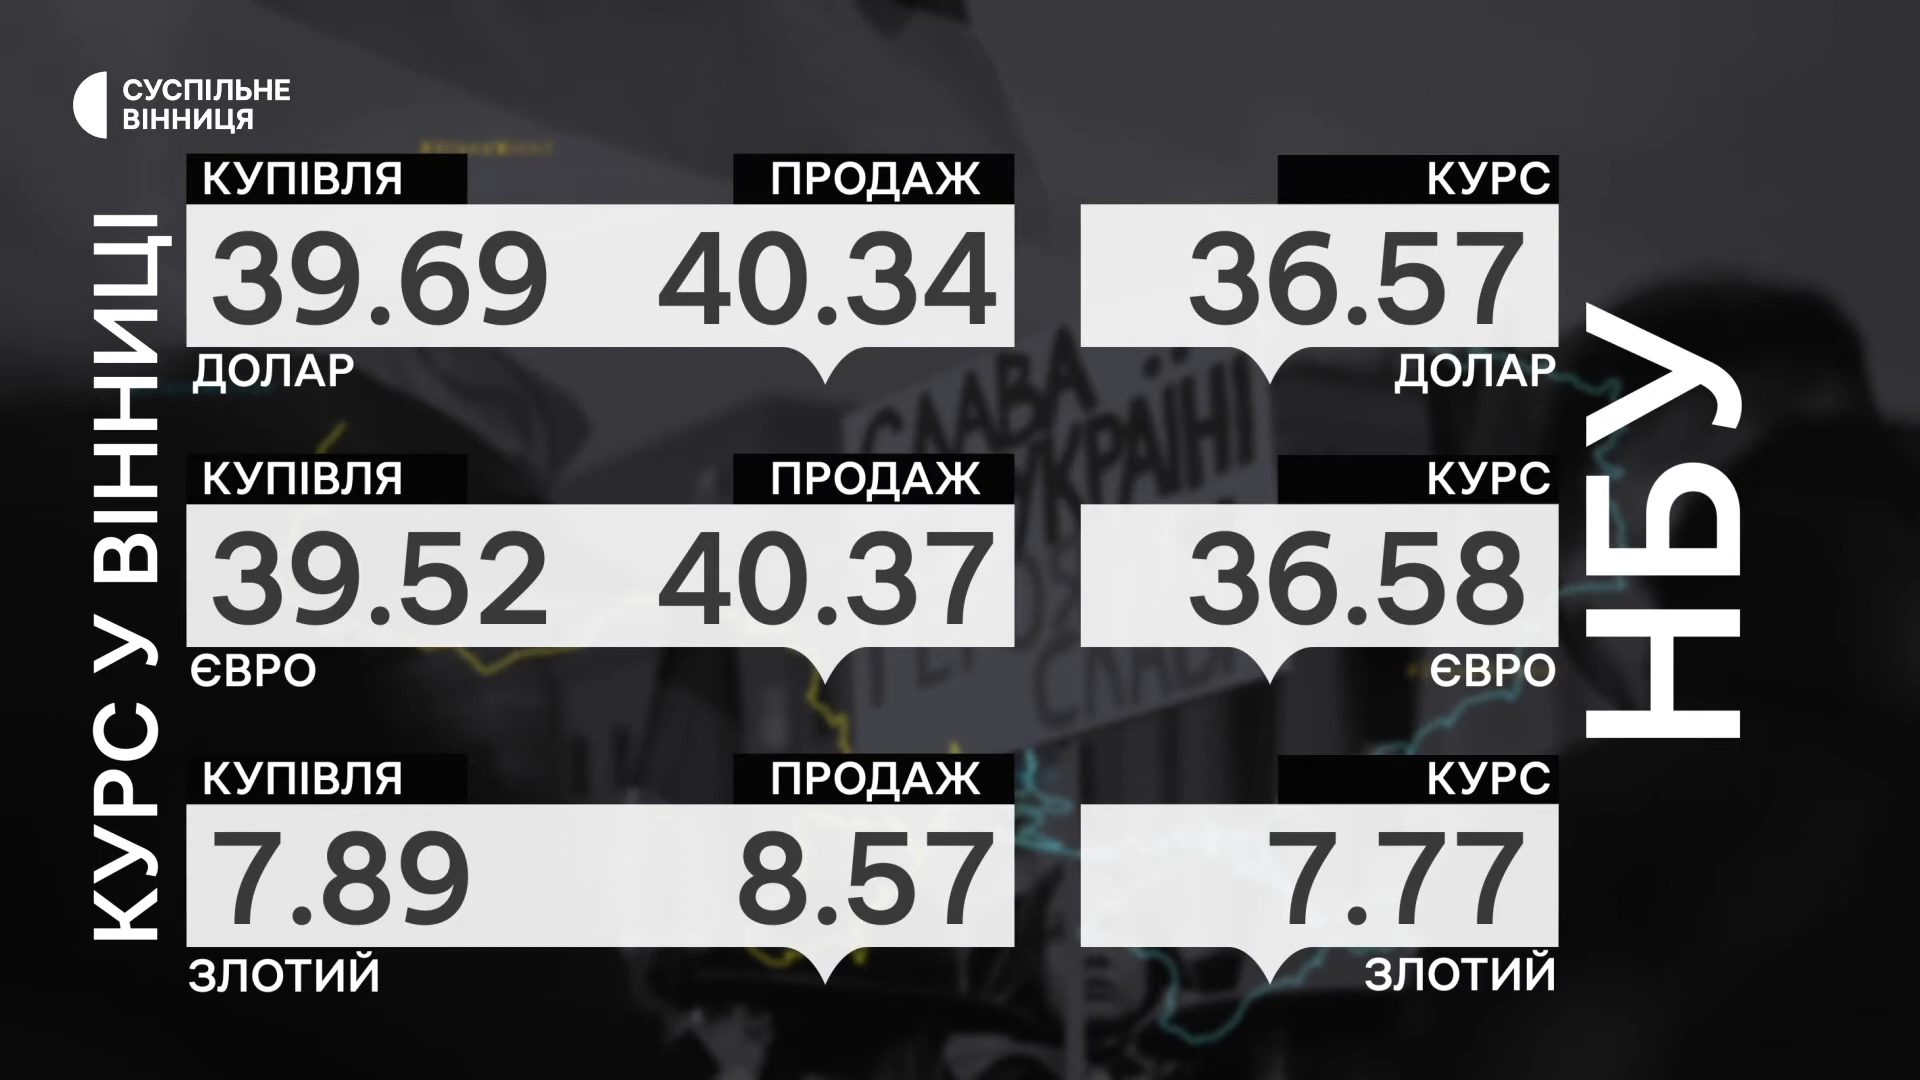 СУСПІЛЬНЕ
ВІННИЦЯ
КУРС У ВІННИЦІ
КУПІВЛЯ ПРОДАЖ КУРС
39.69 40.34 36.57
ДОЛАР ДОЛАР
КУПІВЛЯ ПРОДАЖ КУРС
39.52 40.37 36.58
ЄВРО ЄВРО
КУПІВЛЯ ПРОДАЖ КУРС
7.89 8.57 7.77
ЗЛОТИЙ ЗЛОТИЙ
НБУ
СЛАВА
УКРАЇНІ